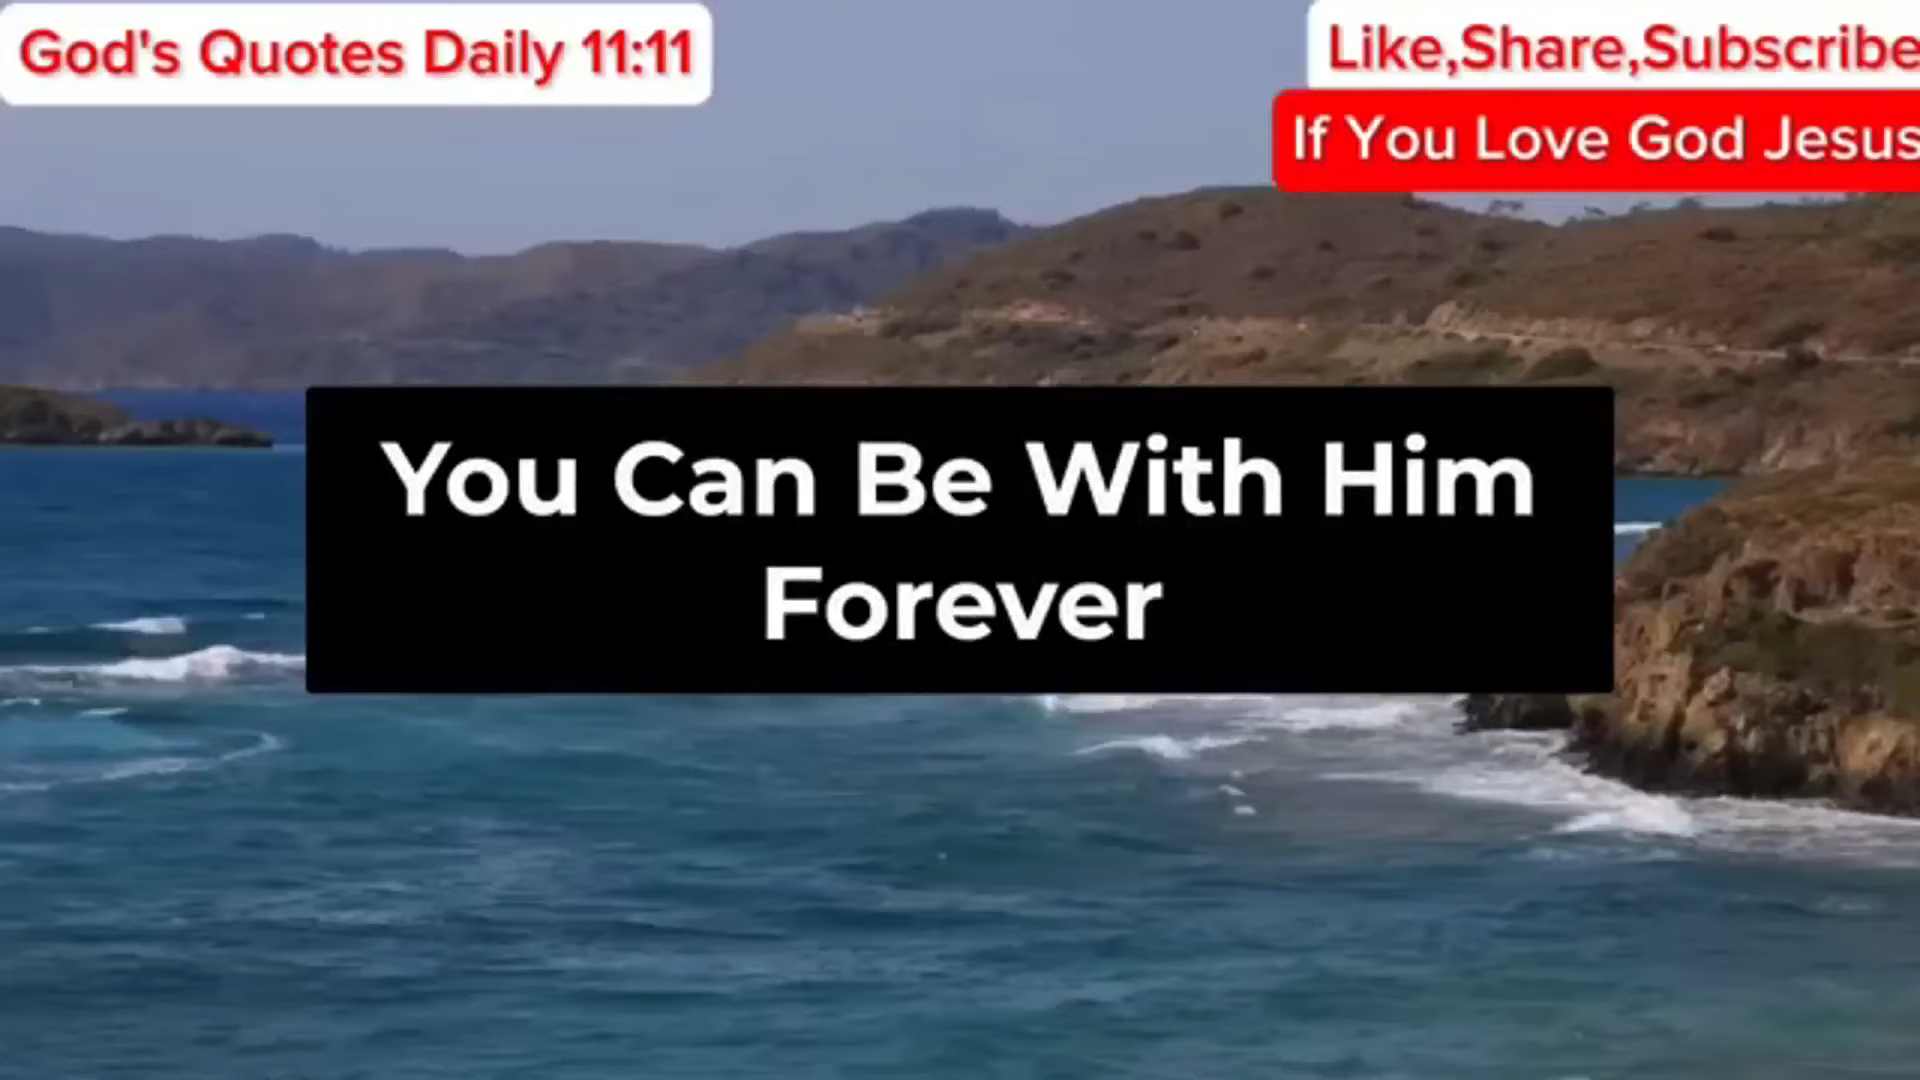 God's Quotes Daily 11:11
Like,Share,Subscribe
If You Love God Jesus
You Can Be With Him
Forever